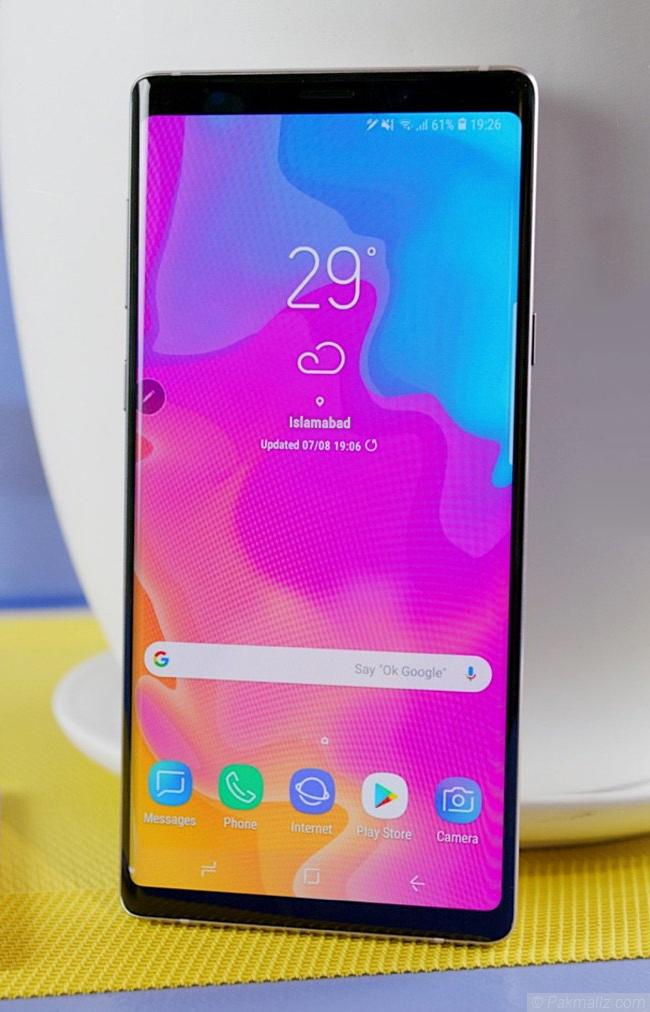 61% 19:26
29°
Islamabad
Updated 07/08 19:06
G
Say "Ok Google"
Messages
Phone
Internet
Play Store
Camera
© Pakmallz.com